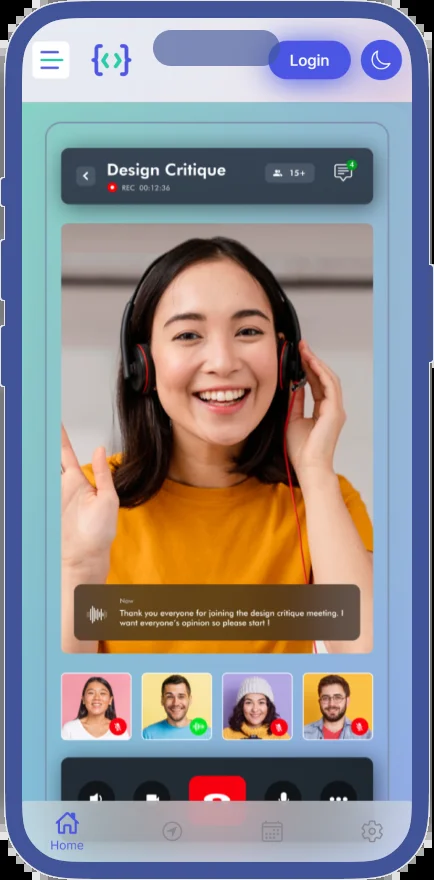 Login
Design Critique
15+
4
REC 00:12:36
Now
Thank you everyone for joining the design critique meeting. I
want everyone's opinion so please start !
Home